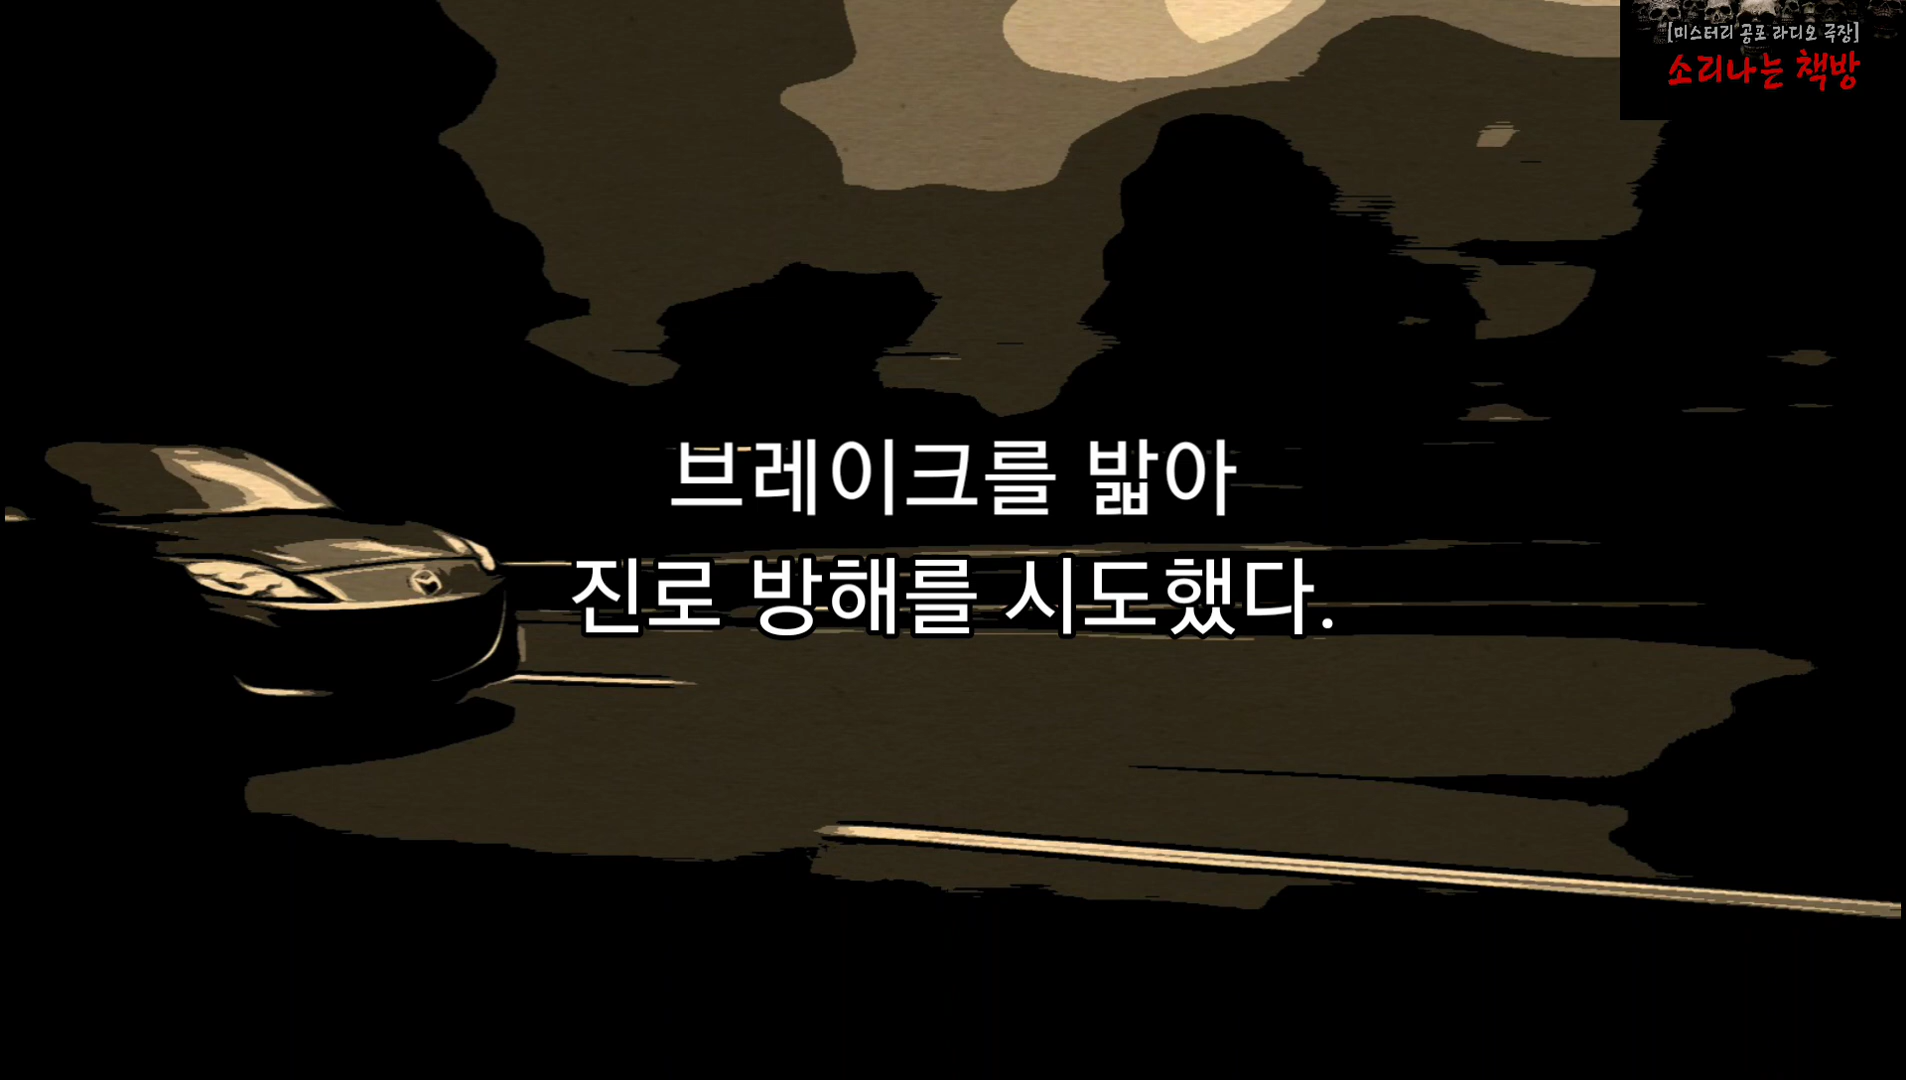 [미스터리 공포 라디오 극장]
소리나는 책방
브레이크를 밟아
진로 방해를 시도했다.